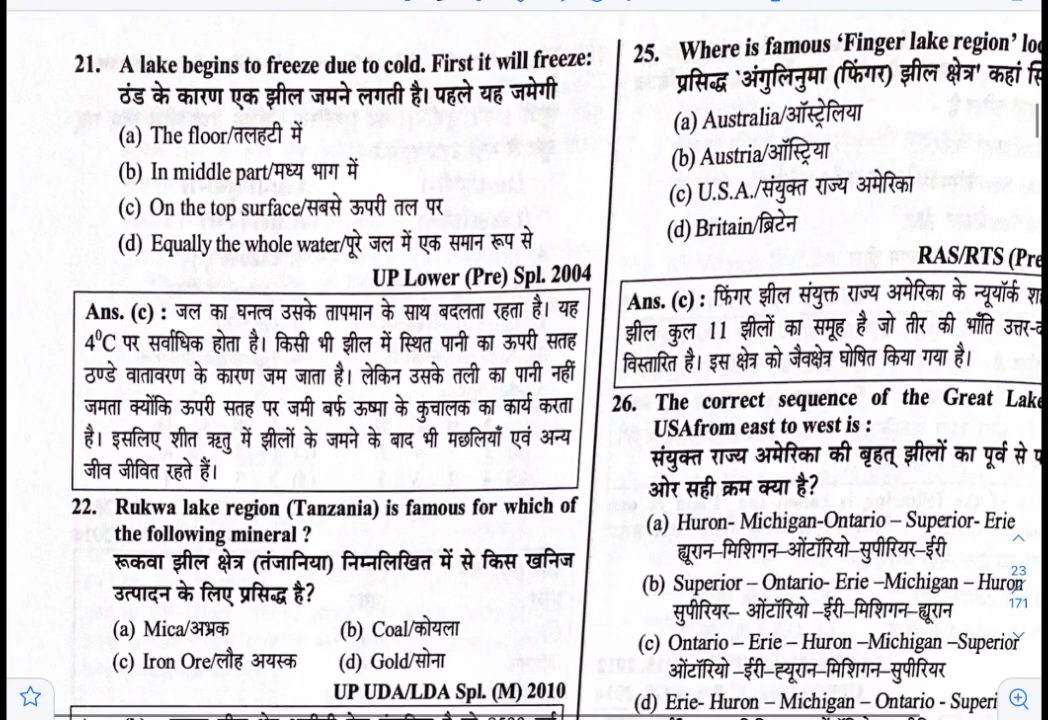 21. A lake begins to freeze due to cold. First it will freeze:
ठंड के कारण एक झील जमने लगती है। पहले यह जमेगी
(a) The floor/तलहटी में
(b) In middle part/मध्य भाग में
(c) On the top surface/सबसे ऊपरी तल पर
(d) Equally the whole water/पूरे जल में एक समान रूप से
UP Lower (Pre) Spl. 2004
Ans. (c) : जल का घनत्व उसके तापमान के साथ बदलता रहता है। यह
4⁰C पर सर्वाधिक होता है। किसी भी झील में स्थित पानी का ऊपरी सतह
ठण्डे वातावरण के कारण जम जाता है। लेकिन उसके तली का पानी नहीं
जमता क्योंकि ऊपरी सतह पर जमी बर्फ ऊष्मा के कुचालक का कार्य करता
है। इसलिए शीत ऋतु में झीलों के जमने के बाद भी मछलियाँ एवं अन्य
जीव जीवित रहते हैं।
22. Rukwa lake region (Tanzania) is famous for which of
the following mineral ?
रूकवा झील क्षेत्र (तंजानिया) निम्नलिखित में से किस खनिज
उत्पादन के लिए प्रसिद्ध है?
(a) Mica/अभ्रक (b) Coal/कोयला
(c) Iron Ore/लौह अयस्क (d) Gold/सोना
UP UDA/LDA Spl. (M) 2010
25. Where is famous ‘Finger lake region’
प्रसिद्ध `अंगुलिनुमा (फिंगर) झील क्षेत्र' कहां
(a) Australia/ऑस्ट्रेलिया
(b) Austria/ऑस्ट्रिया
(c) U.S.A./संयुक्त राज्य अमेरिका
(d) Britain/ब्रिटेन
RAS/RTS (Pre
Ans. (c) : फिंगर झील संयुक्त राज्य अमेरिका के न्यूयॉर्क
झील कुल 11 झीलों का समूह है जो तीर की भाँति उत्तर-
विस्तारित है। इस क्षेत्र को जैवक्षेत्र घोषित किया गया है।
26. The correct sequence of the Great Lake
USAfrom east to west is :
संयुक्त राज्य अमेरिका की बृहत् झीलों का पूर्व से
ओर सही क्रम क्या है?
(a) Huron- Michigan-Ontario – Superior- Erie
ह्यूरान–मिशिगन–ओंटॉरियो–सुपीरियर–ईरी
(b) Superior – Ontario- Erie –Michigan – Huron
सुपीरियर– ओंटॉरियो –ईरी–मिशिगन–ह्यूरान
(c) Ontario – Erie – Huron –Michigan –Superior
ओंटॉरियो –ईरी–ह्यूरान–मिशिगन–सुपीरियर
(d) Erie- Huron – Michigan – Ontario - Superi
23
171